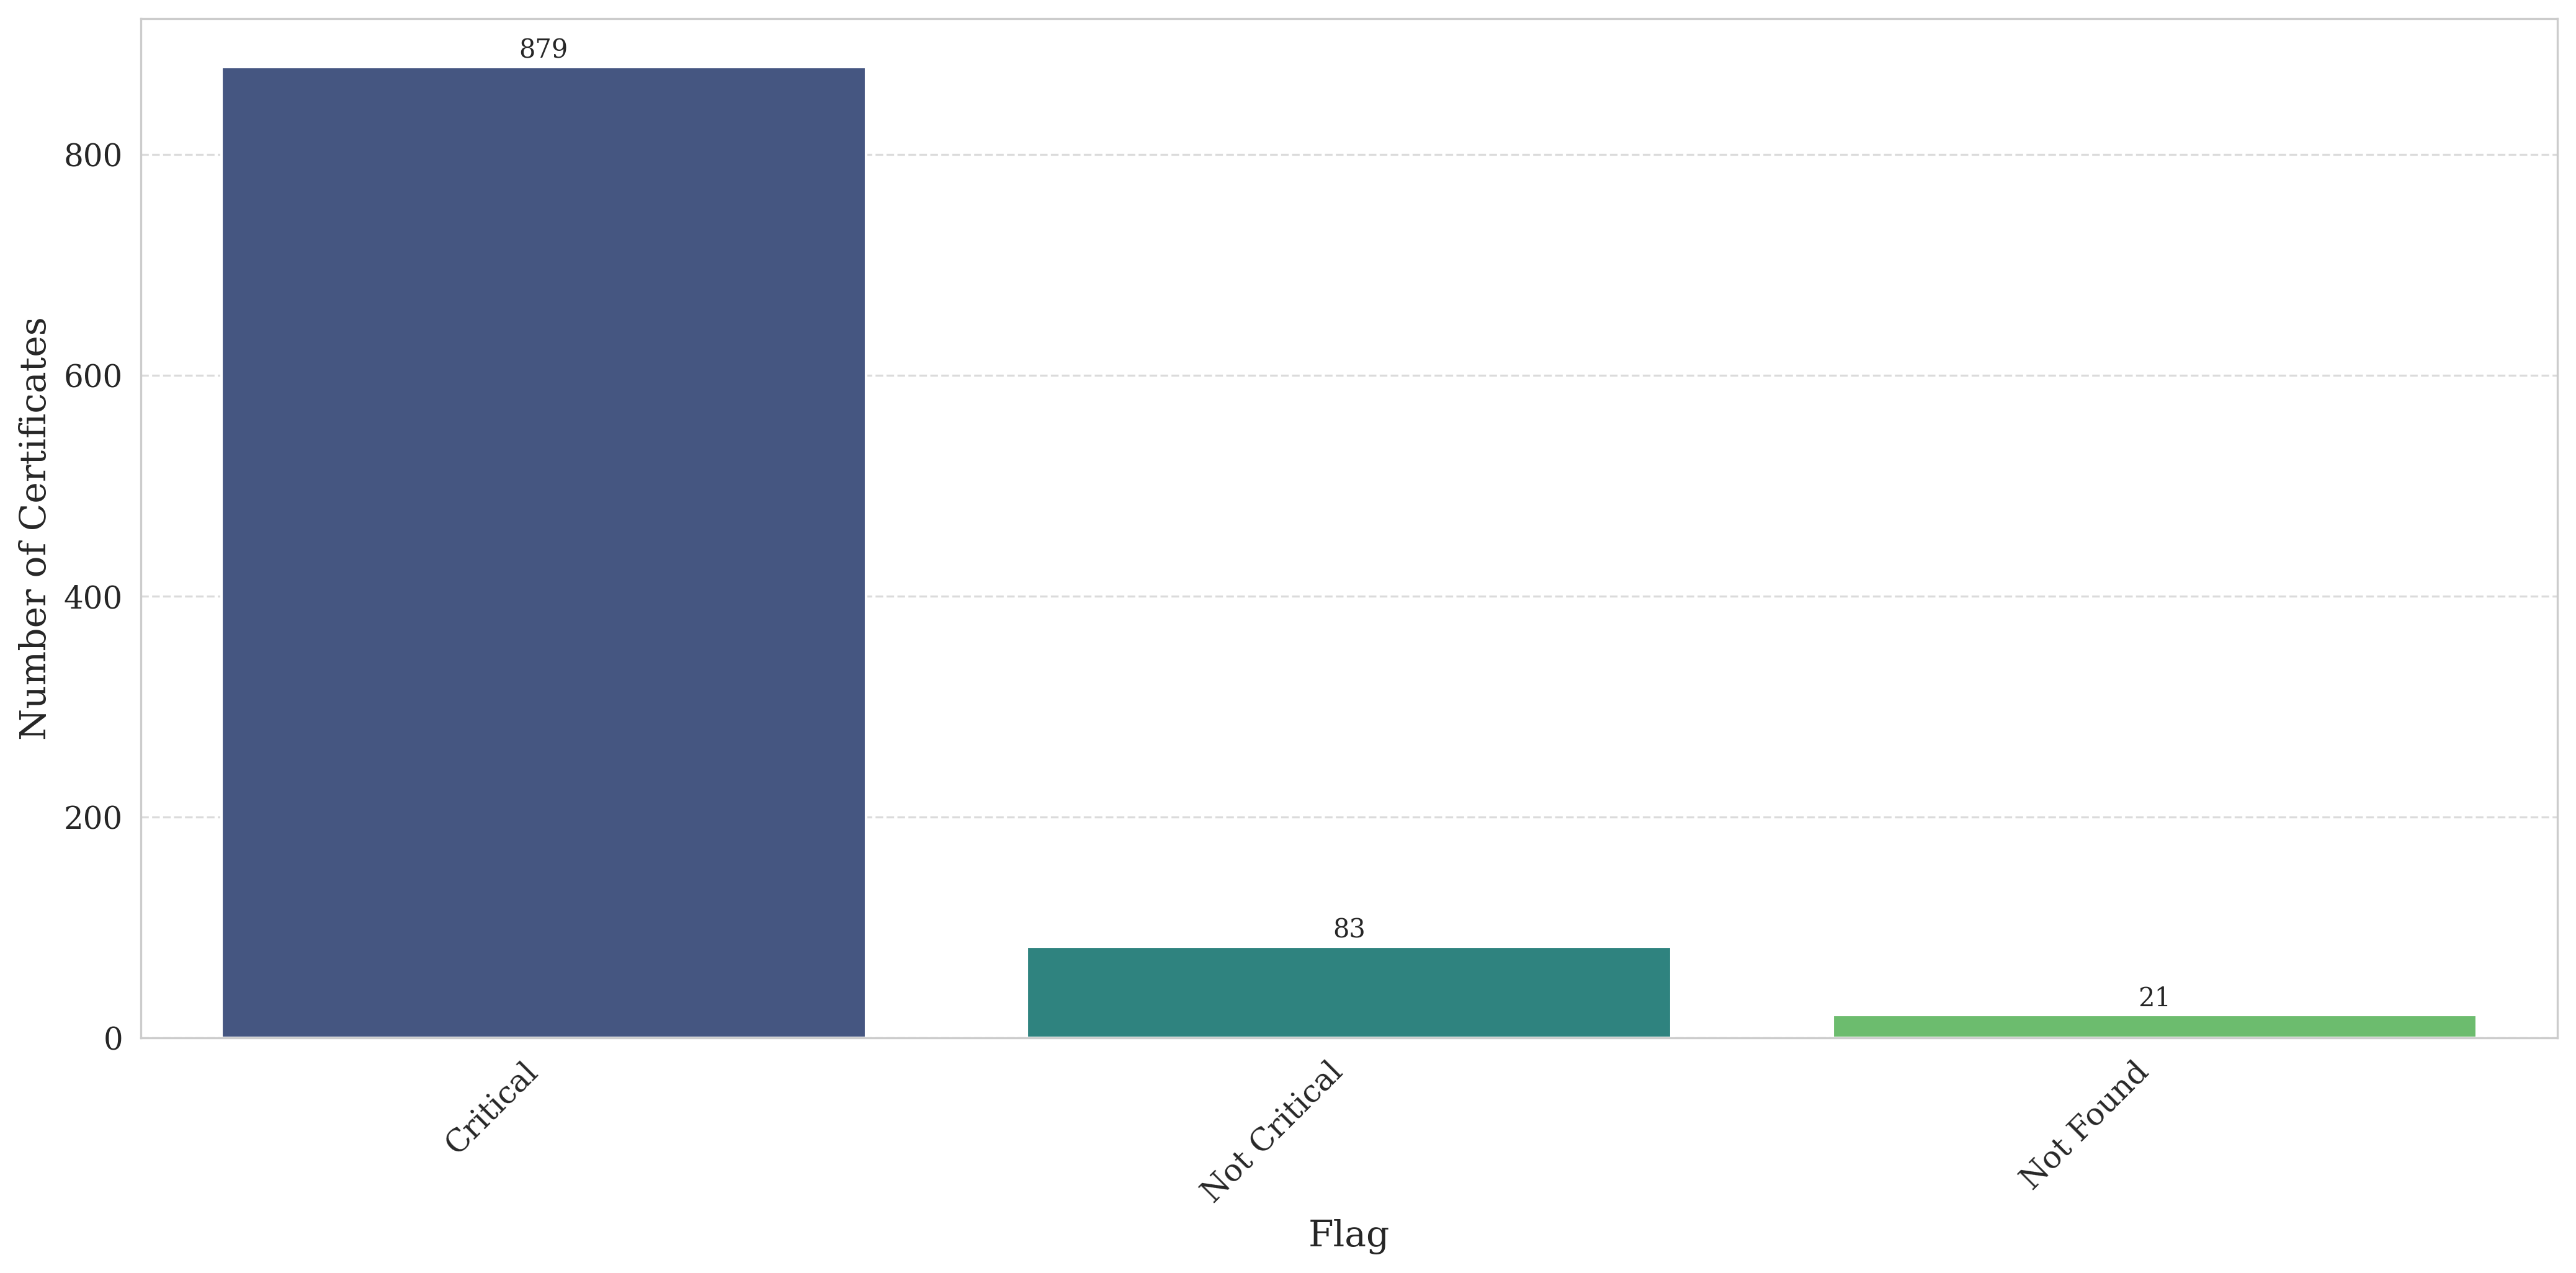 Number of Certificates
800
600
400
200
0
879
83
21
Critical
Not Critical
Not Found
Flag